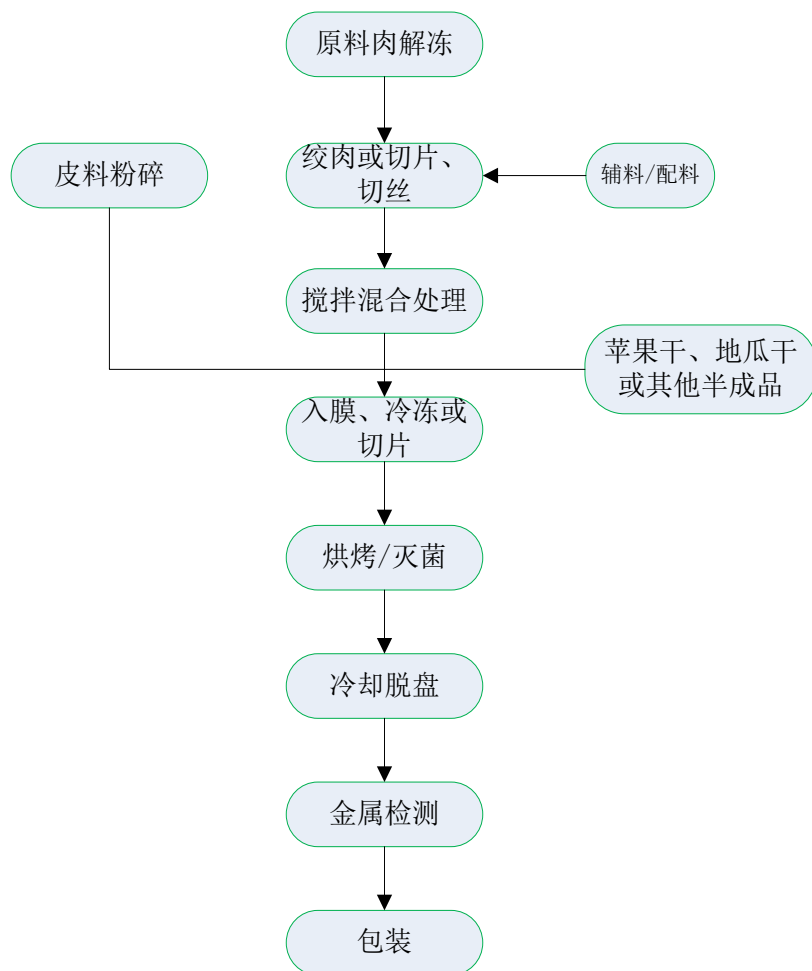 原料肉解冻
皮料粉碎
绞肉或切片、
切丝
辅料/配料
搅拌混合处理
苹果干、地瓜干
或其他半成品
入膜、冷冻或
切片
烘烤/灭菌
冷却脱盘
金属检测
包装